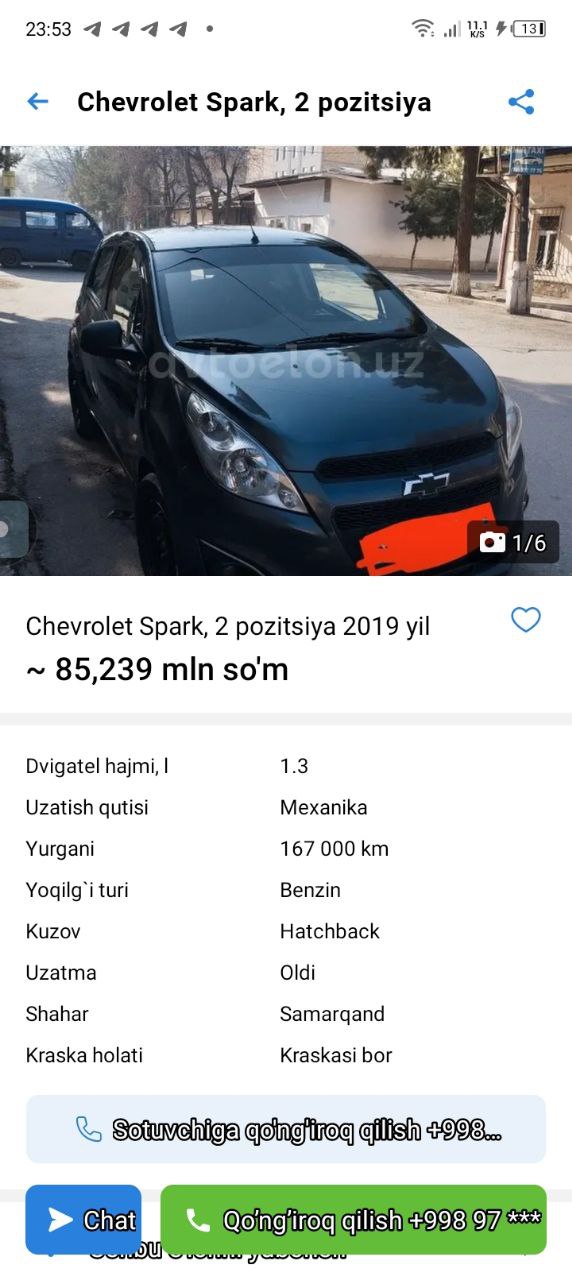 23:53
11.1 K/S
13
Chevrolet Spark, 2 pozitsiya
avtoelon.uz
1/6
Chevrolet Spark, 2 pozitsiya 2019 yil
~ 85,239 mln so'm
Dvigatel hajmi, l 1.3
Uzatish qutisi Mexanika
Yurgani 167 000 km
Yoqilg`i turi Benzin
Kuzov Hatchback
Uzatma Oldi
Shahar Samarqand
Kraska holati Kraskasi bor
Sotuvchiga qo'ng'iroq qilish +998...
Chat
Qo'ng'iroq qilish +998 97 ***